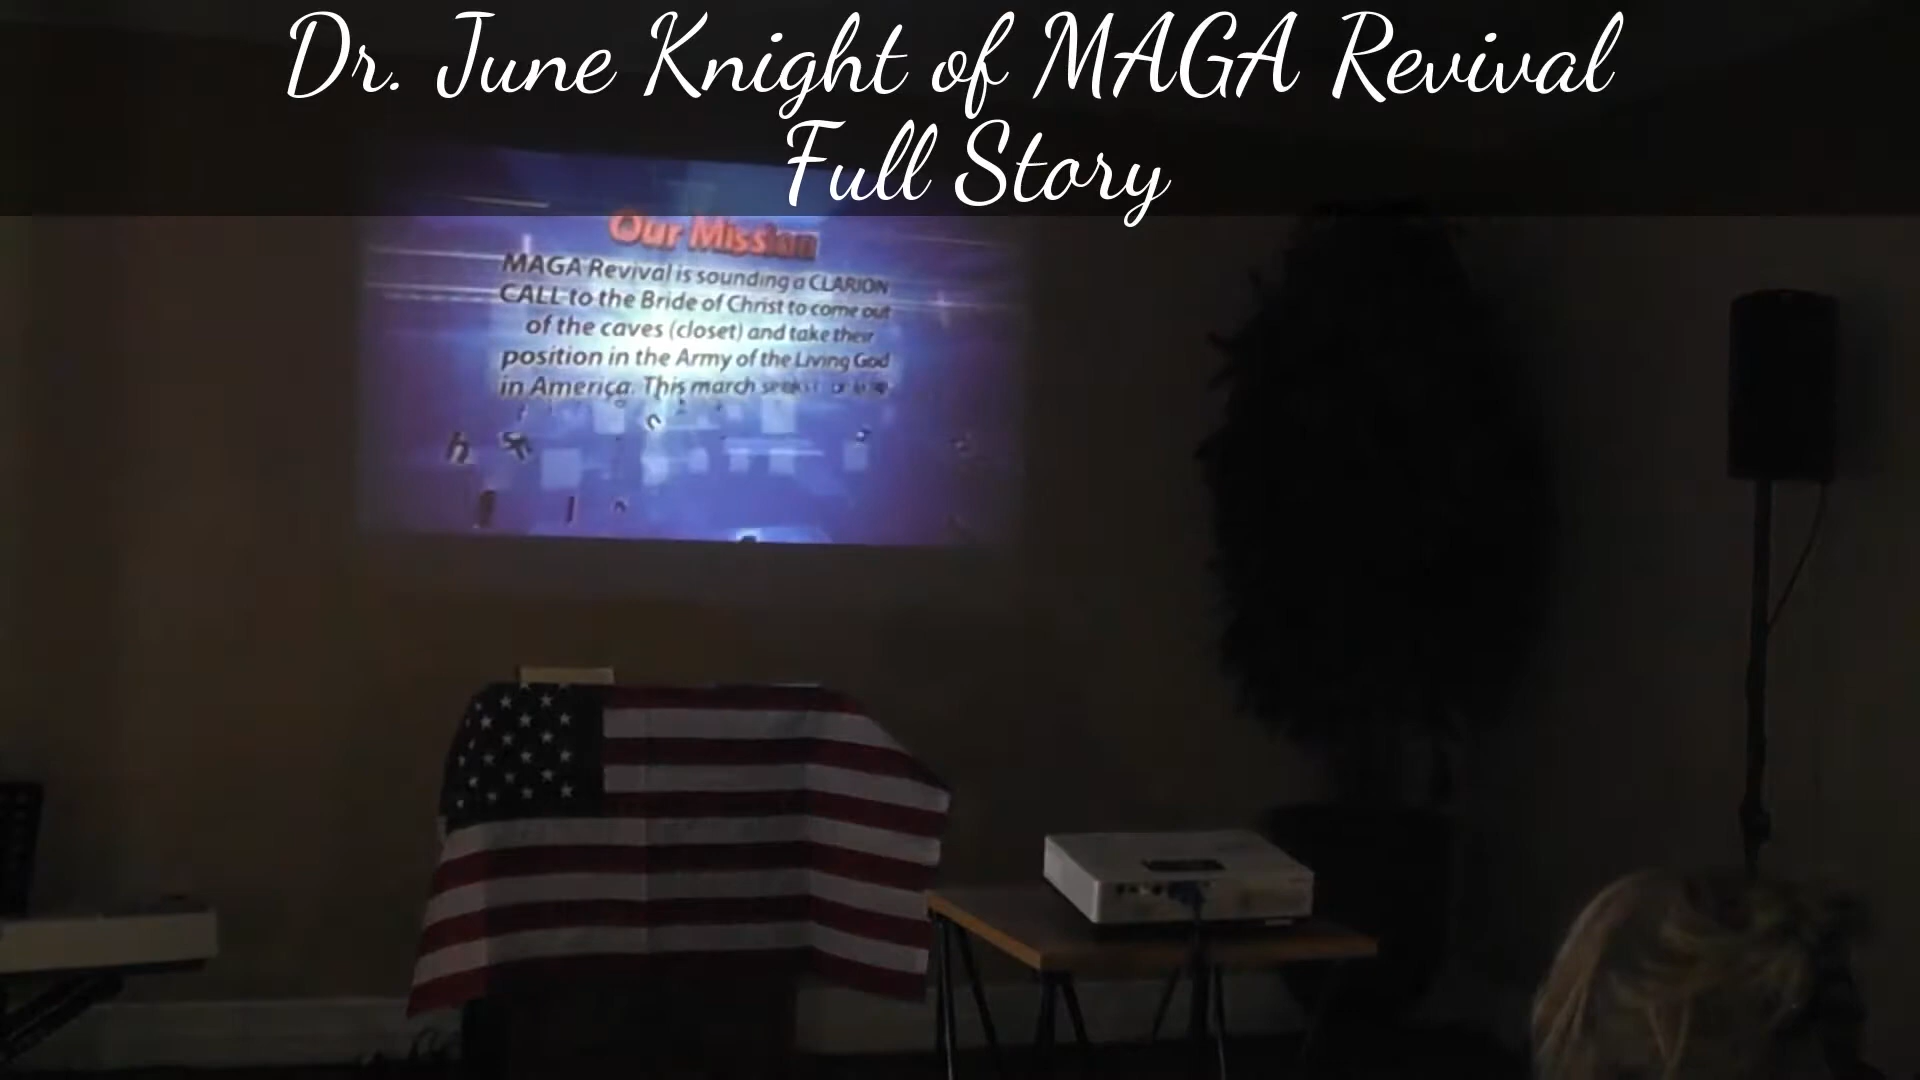 Dr. June Knight of MAGA Revival
Full Story
Our Mission
MAGA Revival is sounding a CLARION
CALL to the Bride of Christ to come out
of the caves (closet) and take their
position in the Army of the Living God
in America. This march